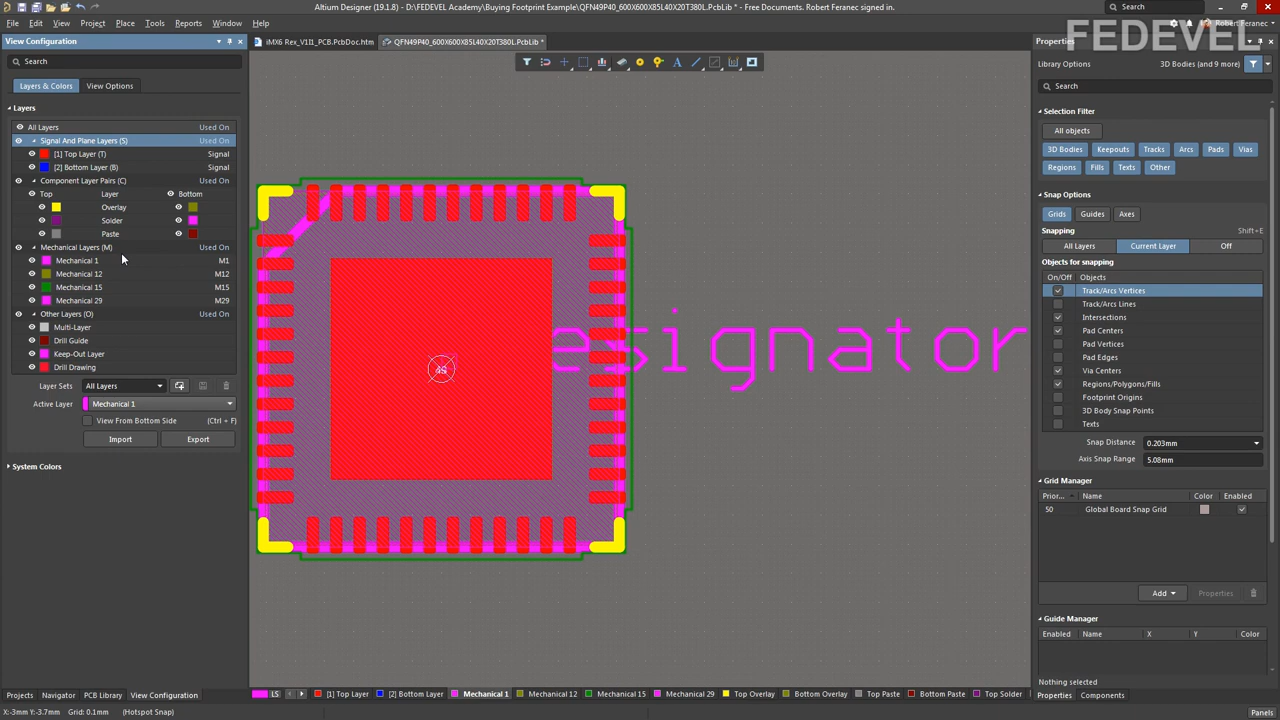 Altium Designer (19.1.8) - D:\FEDEVEL Academy\Buying Footprint Example\QFN49P40_600X600X85L40X20T380L.PcbLib * - Free Documents. Robert Feranec signed in.
Search
File Edit View Project Place Tools Reports Window Help
Robert Feranec
FEDEVEL
View Configuration
iMX6 Rex_V1I1_PCB.PcbDoc.htm
QFN49P40_600X600X85L40X20T380L.PcbLib *
Properties
Search
Library Options
3D Bodies (and 9 more)
Layers & Colors
View Options
Search
Layers
Selection Filter
All Layers Used On
All objects
Signal And Plane Layers (S) Used On
3D Bodies Keepouts Tracks Arcs Pads Vias
[1] Top Layer (T) Signal
[2] Bottom Layer (B) Signal
Regions Fills Texts Other
Component Layer Pairs (C) Used On
Top Layer Bottom
Snap Options
Overlay
Grids Guides Axes
Solder
Snapping Shift+E
Paste
All Layers Current Layer Off
Mechanical Layers (M) Used On
Objects for snapping
Mechanical 1 M1
Mechanical 12 M12
On/Off Objects
Mechanical 15 M15
Track/Arcs Vertices
Mechanical 29 M29
Track/Arcs Lines
Other Layers (O) Used On
Intersections
Multi-Layer
Pad Centers
Drill Guide
Pad Vertices
Keep-Out Layer
Pad Edges
Drill Drawing
Via Centers
esignator
49
Layer Sets All Layers
Regions/Polygons/Fills
Active Layer Mechanical 1
Footprint Origins
View From Bottom Side (Ctrl + F)
3D Body Snap Points
Import Export
Texts
Snap Distance 0.203mm
Axis Snap Range 5.08mm
System Colors
Grid Manager
Prior... Name Color Enabled
50 Global Board Snap Grid
Add Properties
Guide Manager
Enabled Name X Y Color
Nothing selected
Projects Navigator PCB Library View Configuration
LS [1] Top Layer [2] Bottom Layer Mechanical 1 Mechanical 12 Mechanical 15 Mechanical 29 Top Overlay Bottom Overlay Top Paste Bottom Paste Top Solder
Properties Components
X:-3mm Y:-3.7mm Grid: 0.1mm (Hotspot Snap)
Panels